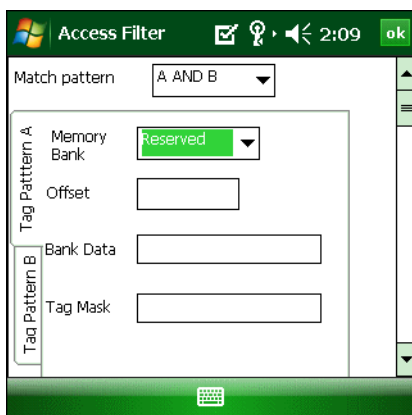 Access Filter 2:09 ok
Match pattern A AND B
Tag Patttern A
Memory Bank Reserved
Offset
Bank Data
Tag Pattern B
Tag Mask